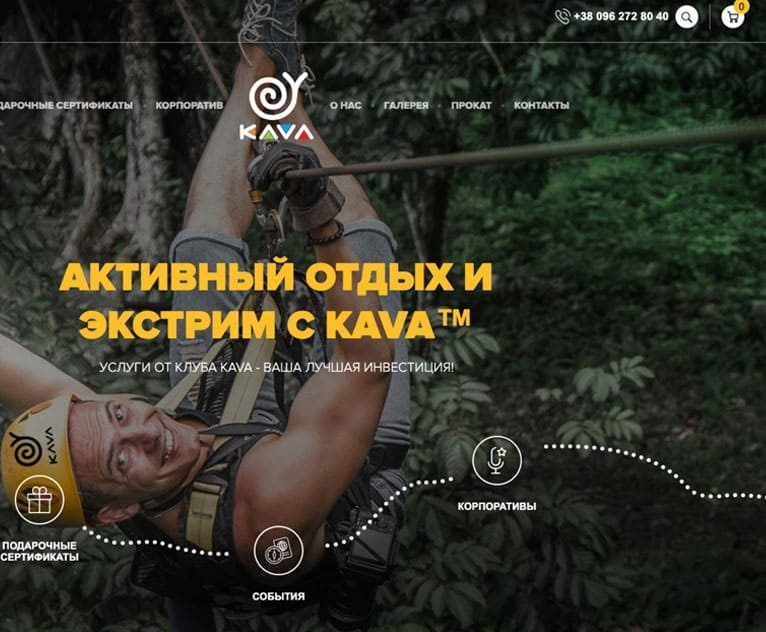 0
+38 096 272 80 40
ДАРОЧНЫЕ СЕРТИФИКАТЫ КОРПОРАТИВ KAVA О НАС ГАЛЕРЕЯ ПРОКАТ КОНТАКТЫ
АКТИВНЫЙ ОТДЫХ И
ЭКСТРИМ С KAVA™
УСЛУГИ ОТ КЛУБА KAVA - ВАША ЛУЧШАЯ ИНВЕСТИЦИЯ!
KAVA
КОРПОРАТИВЫ
ПОДАРОЧНЫЕ
СЕРТИФИКАТЫ
СОБЫТИЯ